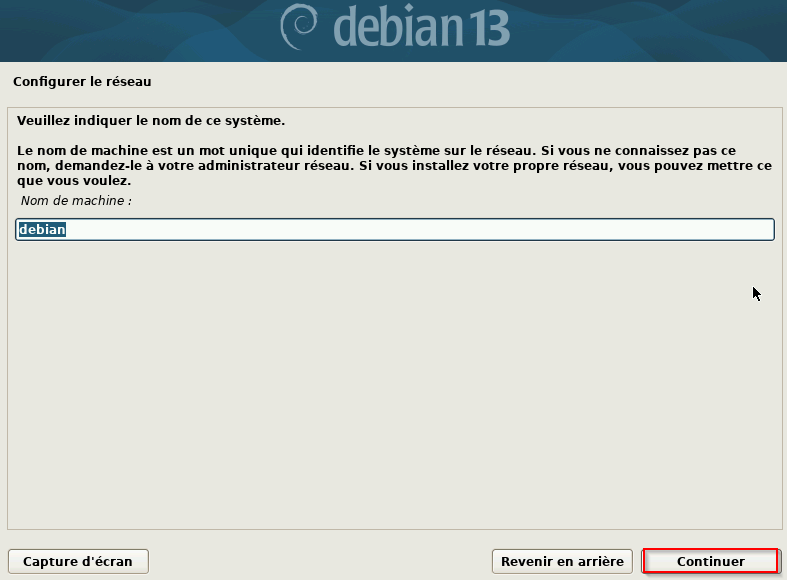 debian 13
Configurer le réseau
Veuillez indiquer le nom de ce système.
Le nom de machine est un mot unique qui identifie le système sur le réseau. Si vous ne connaissez pas ce
nom, demandez-le à votre administrateur réseau. Si vous installez votre propre réseau, vous pouvez mettre ce
que vous voulez.
Nom de machine :
debian
Capture d'écran
Revenir en arrière
Continuer